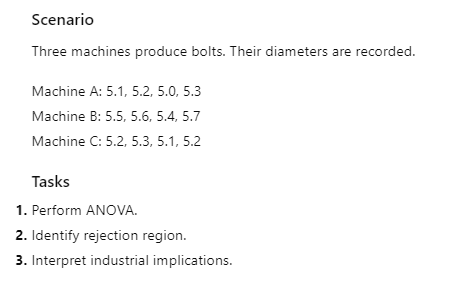 Scenario
Three machines produce bolts. Their diameters are recorded.
Machine A: 5.1, 5.2, 5.0, 5.3
Machine B: 5.5, 5.6, 5.4, 5.7
Machine C: 5.2, 5.3, 5.1, 5.2
Tasks
1. Perform ANOVA.
2. Identify rejection region.
3. Interpret industrial implications.